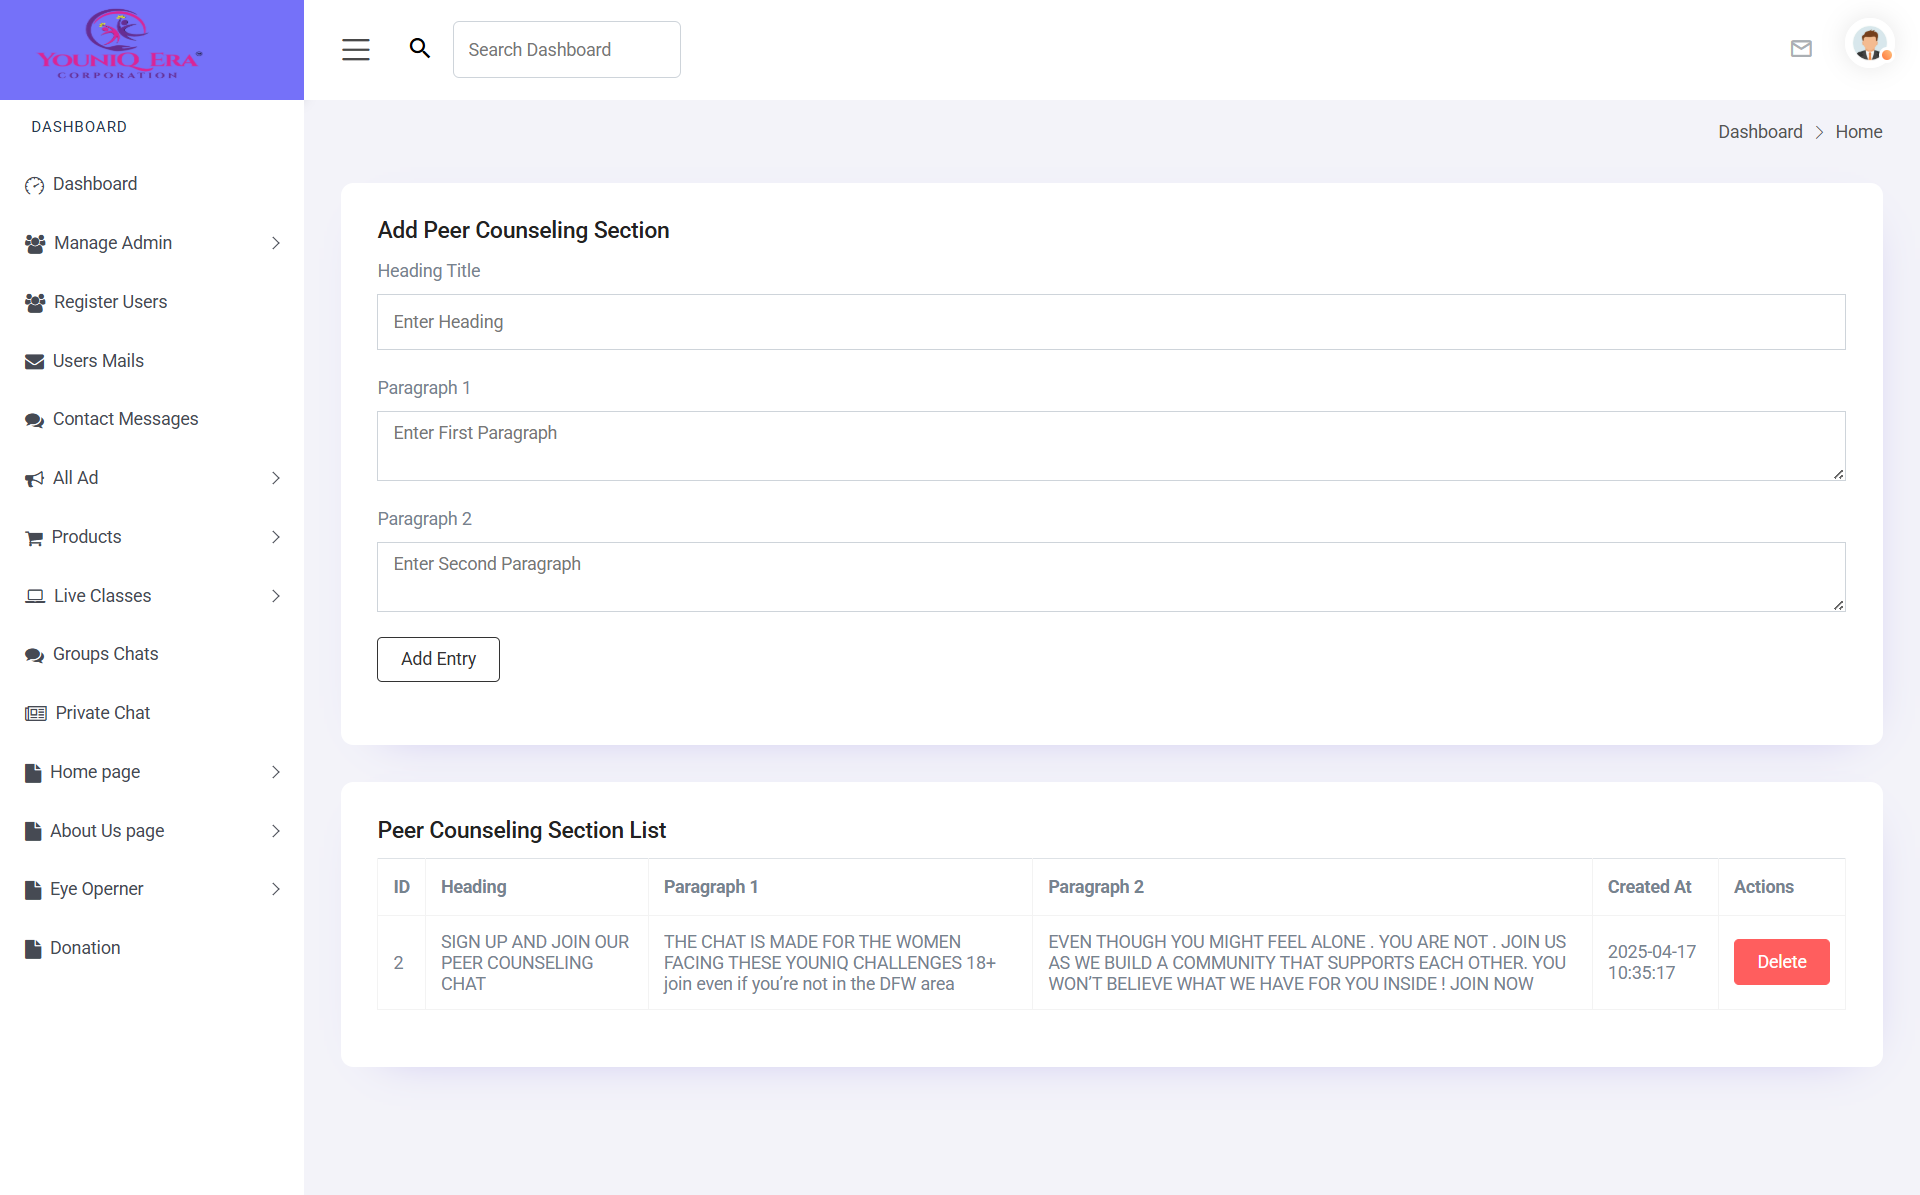 YOUNIQ ERA
CORPORATION
Search Dashboard
DASHBOARD
Dashboard
Manage Admin
Register Users
Users Mails
Contact Messages
All Ad
Products
Live Classes
Groups Chats
Private Chat
Home page
About Us page
Eye Operner
Donation
Dashboard > Home
Add Peer Counseling Section
Heading Title
Enter Heading
Paragraph 1
Enter First Paragraph
Paragraph 2
Enter Second Paragraph
Add Entry
Peer Counseling Section List
ID Heading Paragraph 1 Paragraph 2 Created At Actions
2
SIGN UP AND JOIN OUR
PEER COUNSELING
CHAT
THE CHAT IS MADE FOR THE WOMEN
FACING THESE YOUNIQ CHALLENGES 18+
join even if you’re not in the DFW area
EVEN THOUGH YOU MIGHT FEEL ALONE . YOU ARE NOT . JOIN US
AS WE BUILD A COMMUNITY THAT SUPPORTS EACH OTHER. YOU
WON’T BELIEVE WHAT WE HAVE FOR YOU INSIDE ! JOIN NOW
2025-04-17
10:35:17
Delete